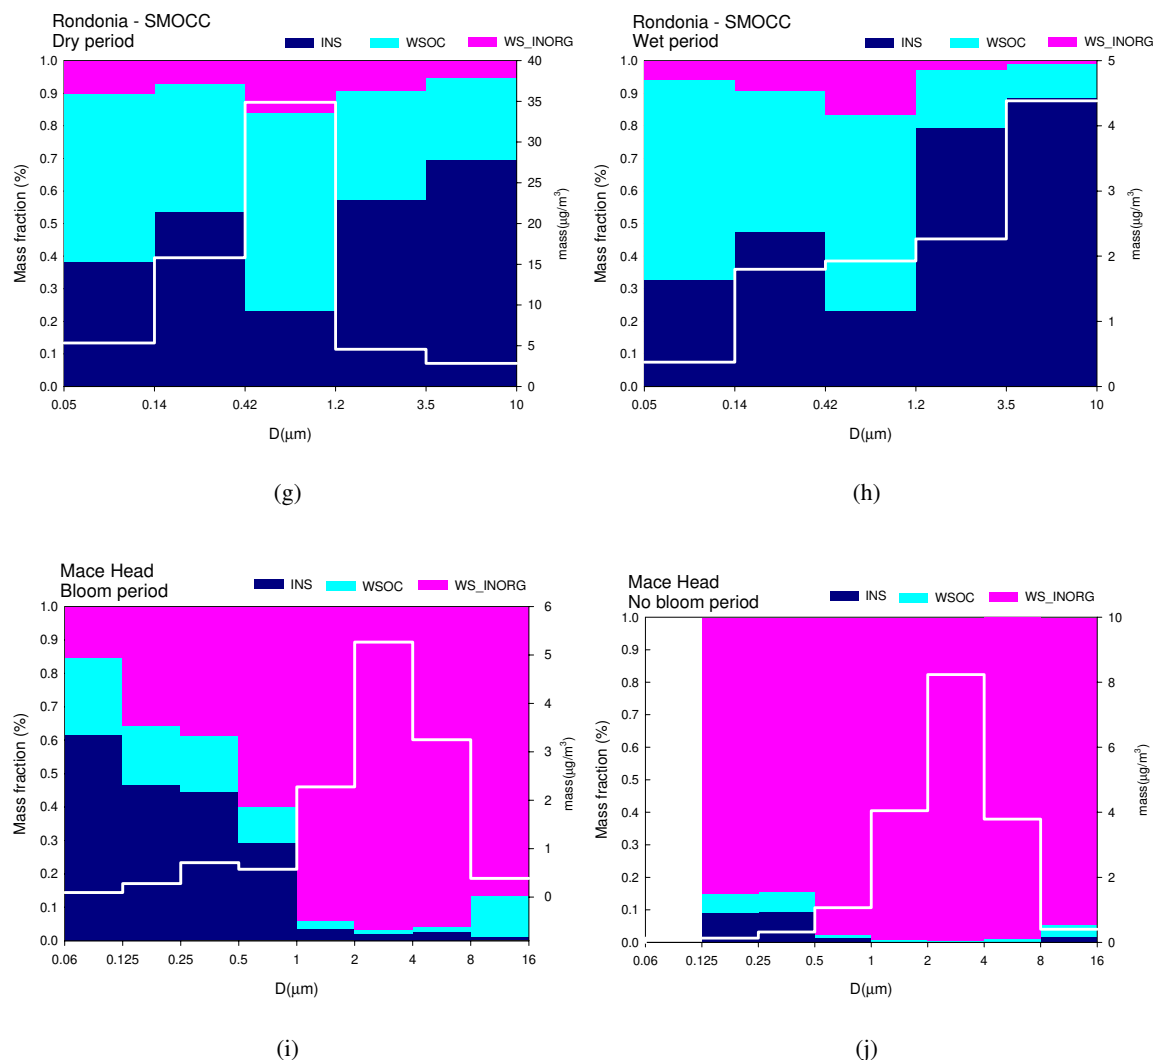 Rondonia - SMOCC
Dry period
INS WSOC WS_INORG
1.0 0.9 0.8 0.7 0.6 0.5 0.4 0.3 0.2 0.1 0.0
Mass fraction (%)
40 35 30 25 20 15 10 5 0
mass(μg/m³)
0.05 0.14 0.42 1.2 3.5 10
D(μm)
(g)
Rondonia - SMOCC
Wet period
INS WSOC WS_INORG
1.0 0.9 0.8 0.7 0.6 0.5 0.4 0.3 0.2 0.1 0.0
Mass fraction (%)
5 4 3 2 1 0
mass(μg/m³)
0.05 0.14 0.42 1.2 3.5 10
D(μm)
(h)
Mace Head
Bloom period
INS WSOC WS_INORG
1.0 0.9 0.8 0.7 0.6 0.5 0.4 0.3 0.2 0.1 0.0
Mass fraction (%)
6 5 4 3 2 1 0
mass(μg/m³)
0.06 0.125 0.25 0.5 1 2 4 8 16
D(μm)
(i)
Mace Head
No bloom period
INS WSOC WS_INORG
1.0 0.9 0.8 0.7 0.6 0.5 0.4 0.3 0.2 0.1 0.0
Mass fraction (%)
10 8 6 4 2 0
mass(μg/m³)
0.06 0.125 0.25 0.5 1 2 4 8 16
D(μm)
(j)